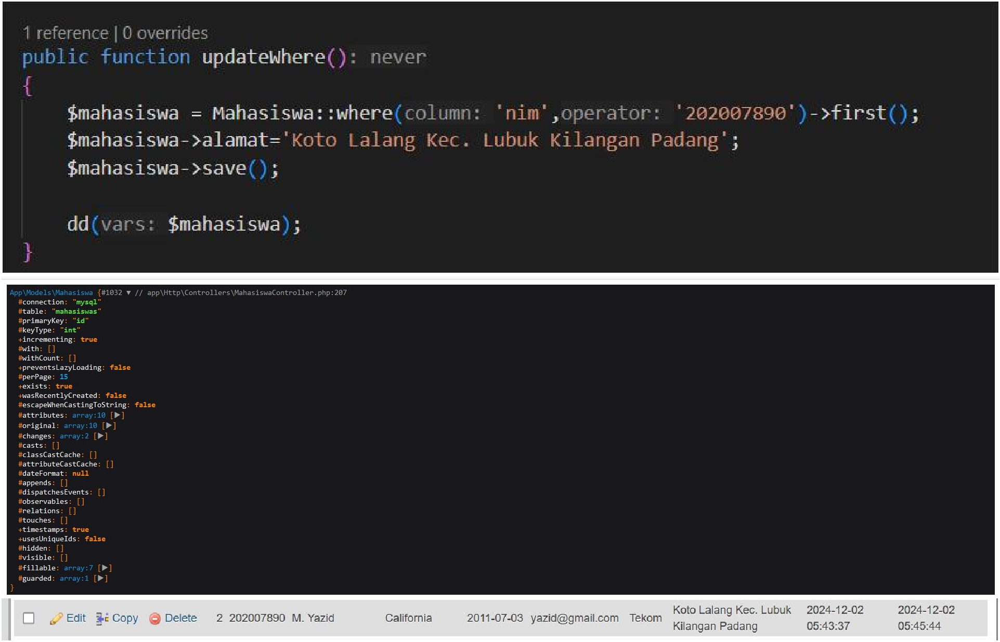 1 reference | 0 overrides
public function updateWhere(): never
{
$mahasiswa = Mahasiswa::where(column: 'nim',operator: '202007890')->first();
$mahasiswa->alamat='Koto Lalang Kec. Lubuk Kilangan Padang';
$mahasiswa->save();
dd(vars: $mahasiswa);
}
App\Models\Mahasiswa {#1032 ▼ // app\Http\Controllers\MahasiswaController.php:207
#connection: "mysql"
#table: "mahasiswas"
#primaryKey: "id"
#keyType: "int"
+incrementing: true
#with: []
#withCount: []
+preventsLazyLoading: false
#perPage: 15
+exists: true
+wasRecentlyCreated: false
#escapeWhenCastingToString: false
#attributes: array:10 [▶]
#original: array:10 [▶]
#changes: array:2 [▶]
#casts: []
#classCastCache: []
#attributeCastCache: []
#dateFormat: null
#appends: []
#dispatchesEvents: []
#observables: []
#relations: []
#touches: []
+timestamps: true
+usesUniqueIds: false
#hidden: []
#visible: []
#fillable: array:7 [▶]
#guarded: array:1 [▶]
}
Edit Copy Delete 2 202007890 M. Yazid California 2011-07-03 yazid@gmail.com Tekom Koto Lalang Kec. Lubuk 2024-12-02 2024-12-02
Kilangan Padang 05:43:37 05:45:44